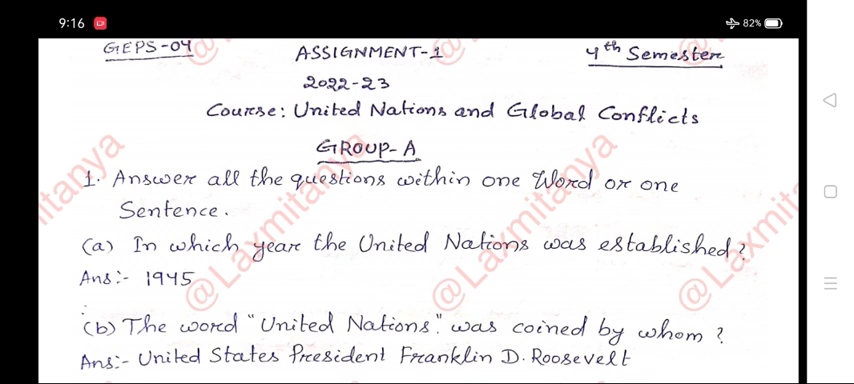 9:16
82%
GEPS-04
ASSIGNMENT-1
4th Semester
2022-23
Course: United Nations and Global Conflicts
GROUP-A
1. Answer all the questions within one Word or one
Sentence.
(a) In which year the United Nations was established?
Ans:- 1945
(b) The word "United Nations". was coined by whom?
Ans:- United States President Franklin D. Roosevelt
@Laxmitanya
@Laxmitanya
@Laxmit
mitanya